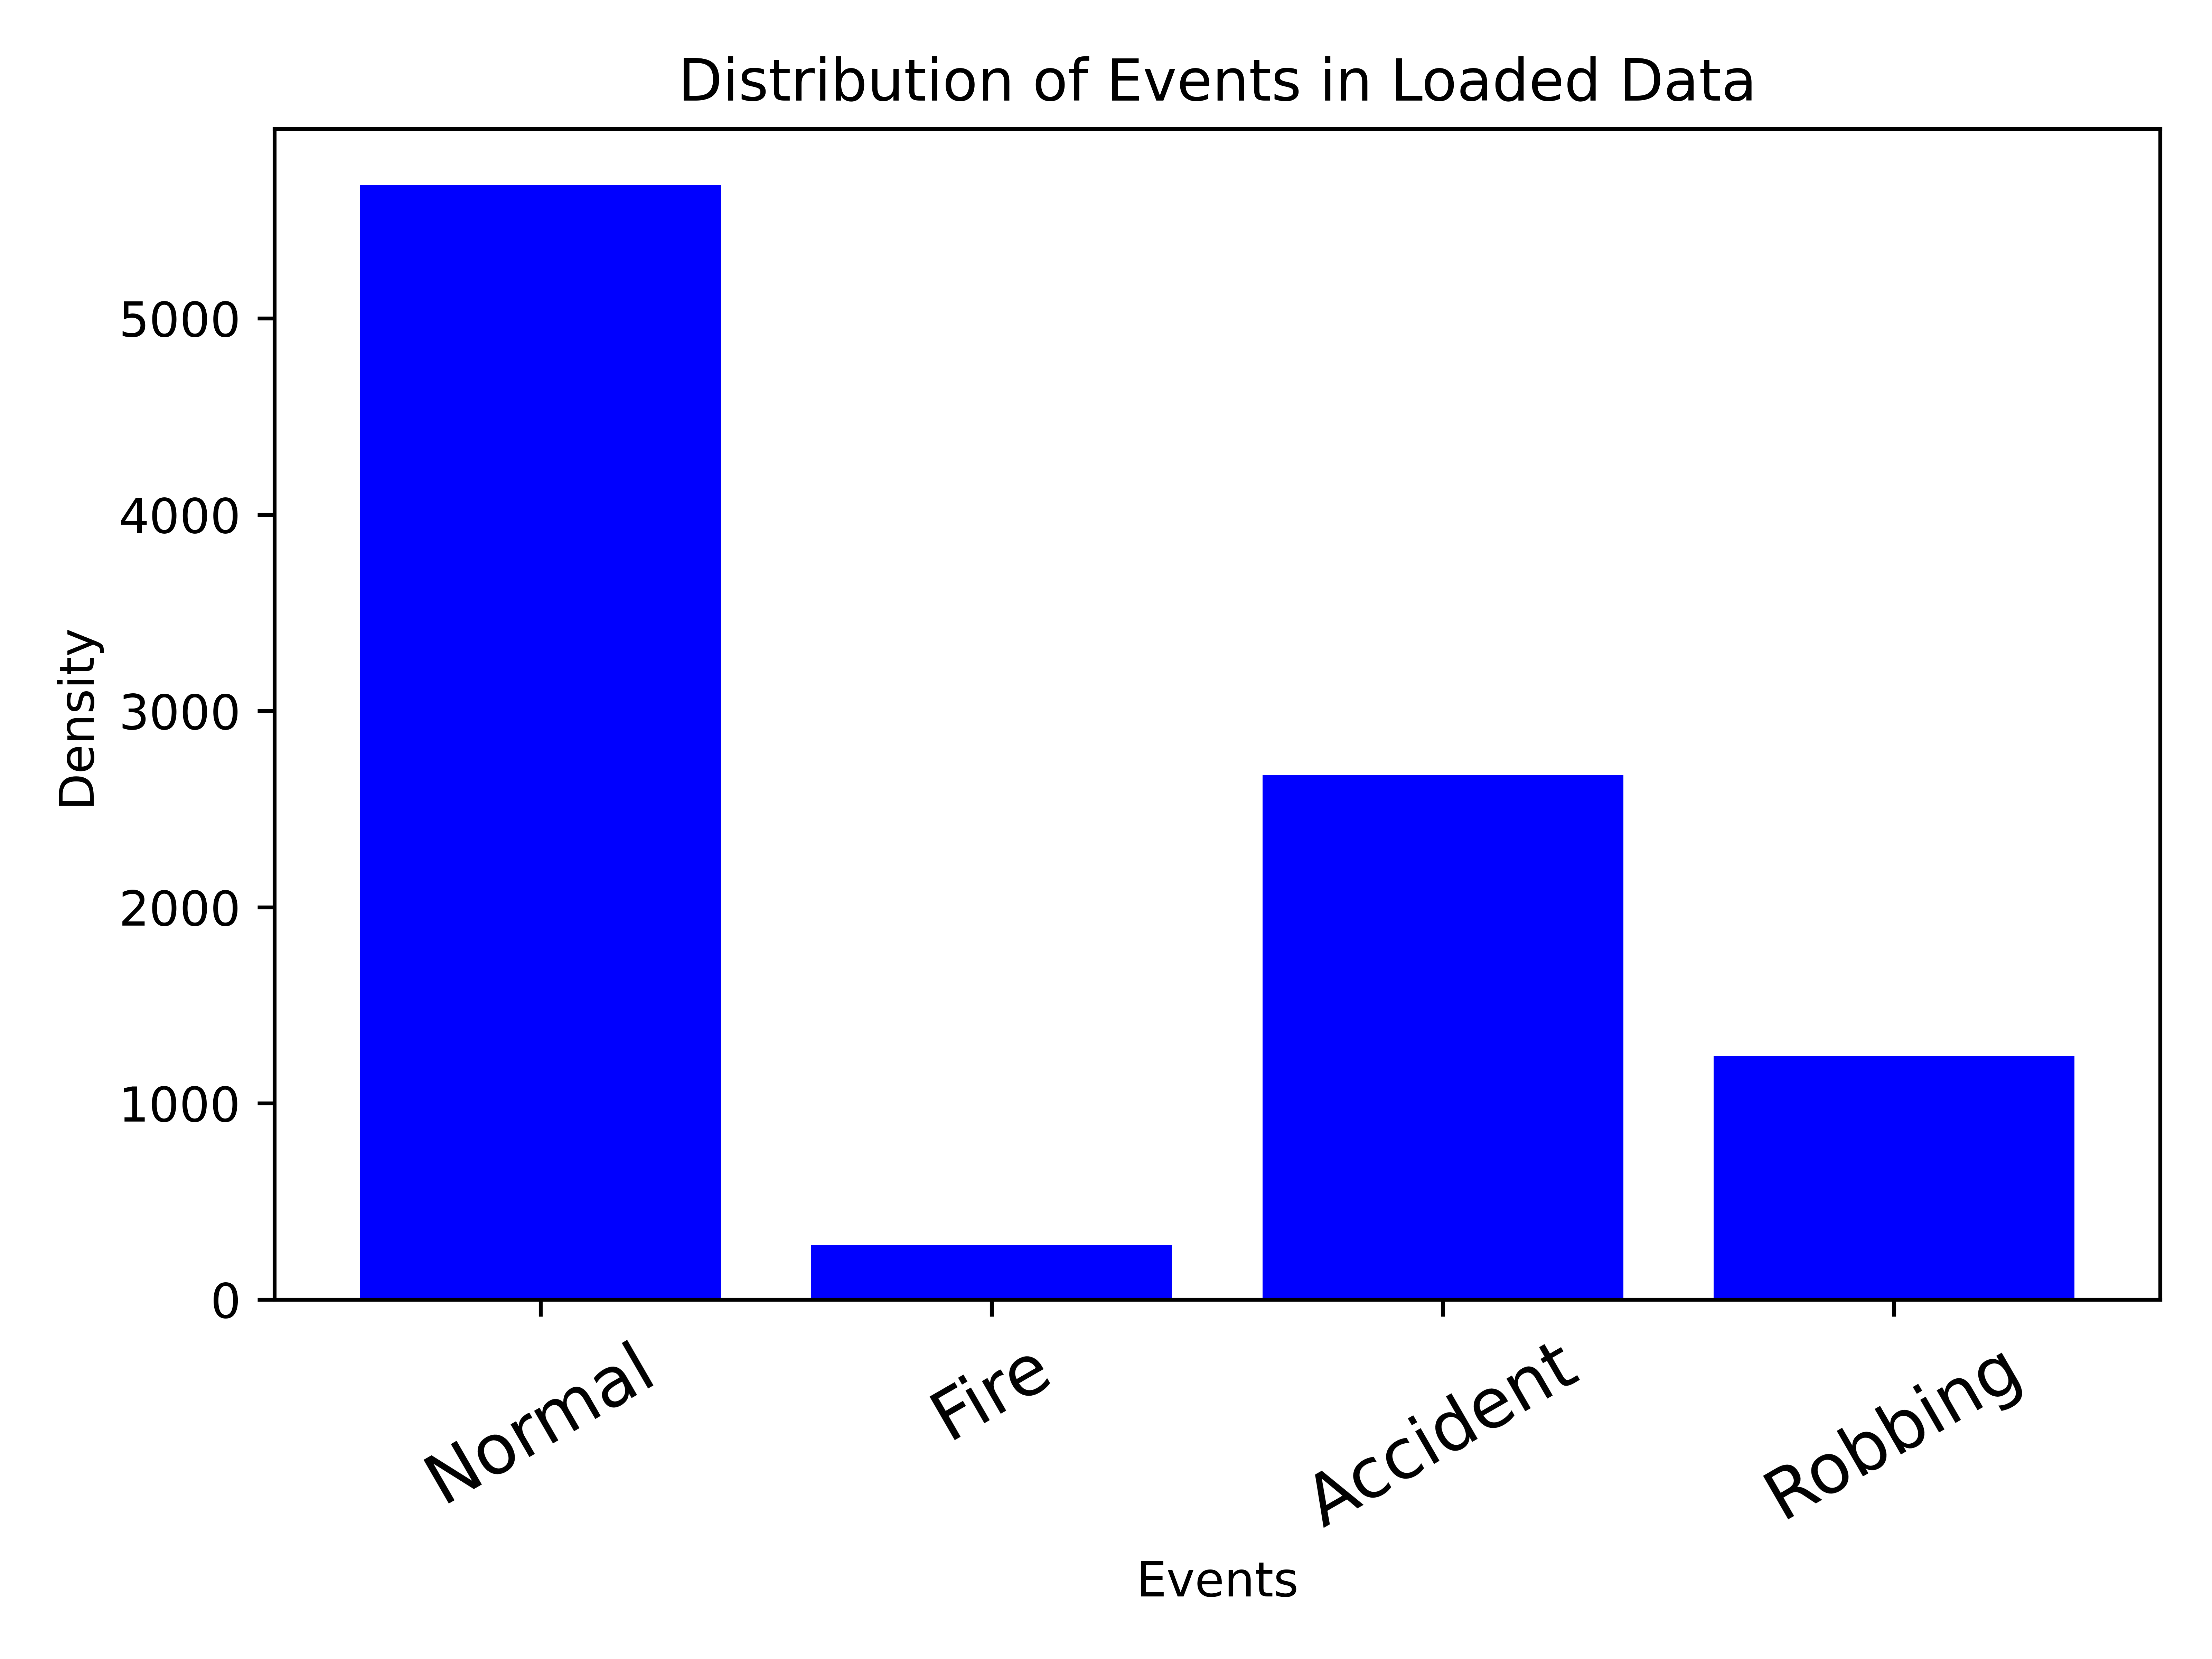 Distribution of Events in Loaded Data
Density
5000
4000
3000
2000
1000
0
Normal
Fire
Accident
Robbing
Events